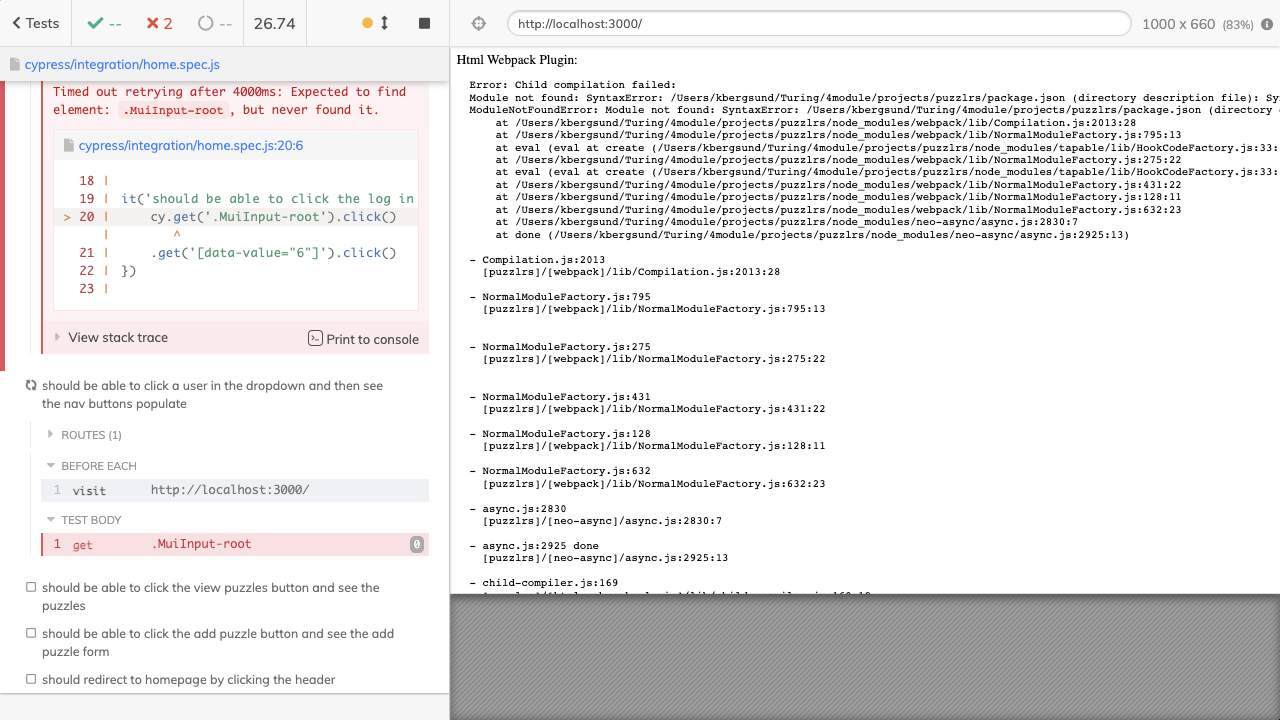 Tests
--
2
--
26.74
http://localhost:3000/
1000 x 660 (83%)
cypress/integration/home.spec.js
Timed out retrying after 4000ms: Expected to find
element: .MuiInput-root, but never found it.
cypress/integration/home.spec.js:20:6
18 |
19 | it('should be able to click the log in
> 20 | cy.get('.MuiInput-root').click()
| ^
21 | .get('[data-value="6"]').click()
22 | })
23 |
View stack trace
Print to console
should be able to click a user in the dropdown and then see
the nav buttons populate
ROUTES (1)
BEFORE EACH
1 visit http://localhost:3000/
TEST BODY
1 get .MuiInput-root 0
should be able to click the view puzzles button and see the
puzzles
should be able to click the add puzzle button and see the add
puzzle form
should redirect to homepage by clicking the header
Html Webpack Plugin:
Error: Child compilation failed:
Module not found: SyntaxError: /Users/kbergsund/Turing/4module/projects/puzzlrs/package.json (directory description file): Sy
ModuleNotFoundError: Module not found: SyntaxError: /Users/kbergsund/Turing/4module/projects/puzzlrs/package.json (directory
at /Users/kbergsund/Turing/4module/projects/puzzlrs/node_modules/webpack/lib/Compilation.js:2013:28
at /Users/kbergsund/Turing/4module/projects/puzzlrs/node_modules/webpack/lib/NormalModuleFactory.js:795:13
at eval (eval at create (/Users/kbergsund/Turing/4module/projects/puzzlrs/node_modules/tapable/lib/HookCodeFactory.js:33:
at /Users/kbergsund/Turing/4module/projects/puzzlrs/node_modules/webpack/lib/NormalModuleFactory.js:275:22
at eval (eval at create (/Users/kbergsund/Turing/4module/projects/puzzlrs/node_modules/tapable/lib/HookCodeFactory.js:33:
at /Users/kbergsund/Turing/4module/projects/puzzlrs/node_modules/webpack/lib/NormalModuleFactory.js:431:22
at /Users/kbergsund/Turing/4module/projects/puzzlrs/node_modules/webpack/lib/NormalModuleFactory.js:128:11
at /Users/kbergsund/Turing/4module/projects/puzzlrs/node_modules/webpack/lib/NormalModuleFactory.js:632:23
at /Users/kbergsund/Turing/4module/projects/puzzlrs/node_modules/neo-async/async.js:2830:7
at done (/Users/kbergsund/Turing/4module/projects/puzzlrs/node_modules/neo-async/async.js:2925:13)
- Compilation.js:2013
[puzzlrs]/[webpack]/lib/Compilation.js:2013:28
- NormalModuleFactory.js:795
[puzzlrs]/[webpack]/lib/NormalModuleFactory.js:795:13
- NormalModuleFactory.js:275
[puzzlrs]/[webpack]/lib/NormalModuleFactory.js:275:22
- NormalModuleFactory.js:431
[puzzlrs]/[webpack]/lib/NormalModuleFactory.js:431:22
- NormalModuleFactory.js:128
[puzzlrs]/[webpack]/lib/NormalModuleFactory.js:128:11
- NormalModuleFactory.js:632
[puzzlrs]/[webpack]/lib/NormalModuleFactory.js:632:23
- async.js:2830
[puzzlrs]/[neo-async]/async.js:2830:7
- async.js:2925 done
[puzzlrs]/[neo-async]/async.js:2925:13
- child-compiler.js:169